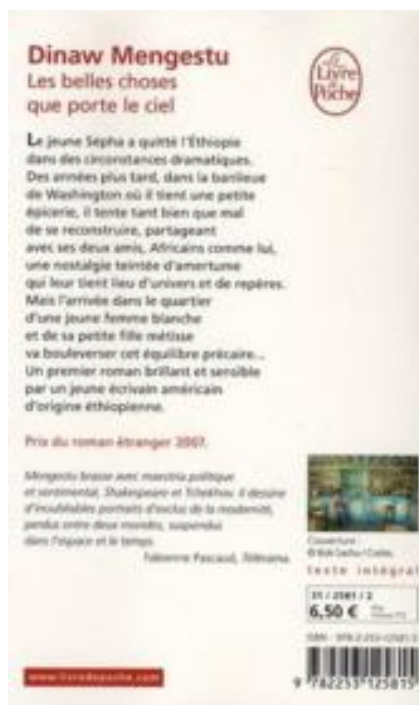 Dinaw Mengestu
Les belles choses
que porte le ciel
Le Livre de Poche
Le jeune Sepha a quitté l'Éthiopie
dans des circonstances dramatiques.
Des années plus tard, dans la banlieue
de Washington où il tient une petite
épicerie, il tente tant bien que mal
de se reconstruire, partageant
avec ses deux amis, Africains comme lui,
une nostalgie teintée d'amertume
qui leur tient lieu d'univers et de repères.
Mais l'arrivée dans le quartier
d'une jeune femme blanche
et de sa petite fille métisse
va bouleverser cet équilibre précaire...
Un premier roman brillant et sensible
par un jeune écrivain américain
d'origine éthiopienne.
Prix du roman étranger 2007.
Mengestu brasse avec maestria politique
et sentimental, Shakespeare et Tchekhov. Il dessine
d'inoubliables portraits d'exclus de la modernité,
perdus entre deux mondes, suspendus
dans l'espace et le temps.
Fabienne Pascaud, Télérama.
Couverture :
texte intégral
31 / 2581 / 2
6,50 €
www.livredepoche.com
9 782253 125815